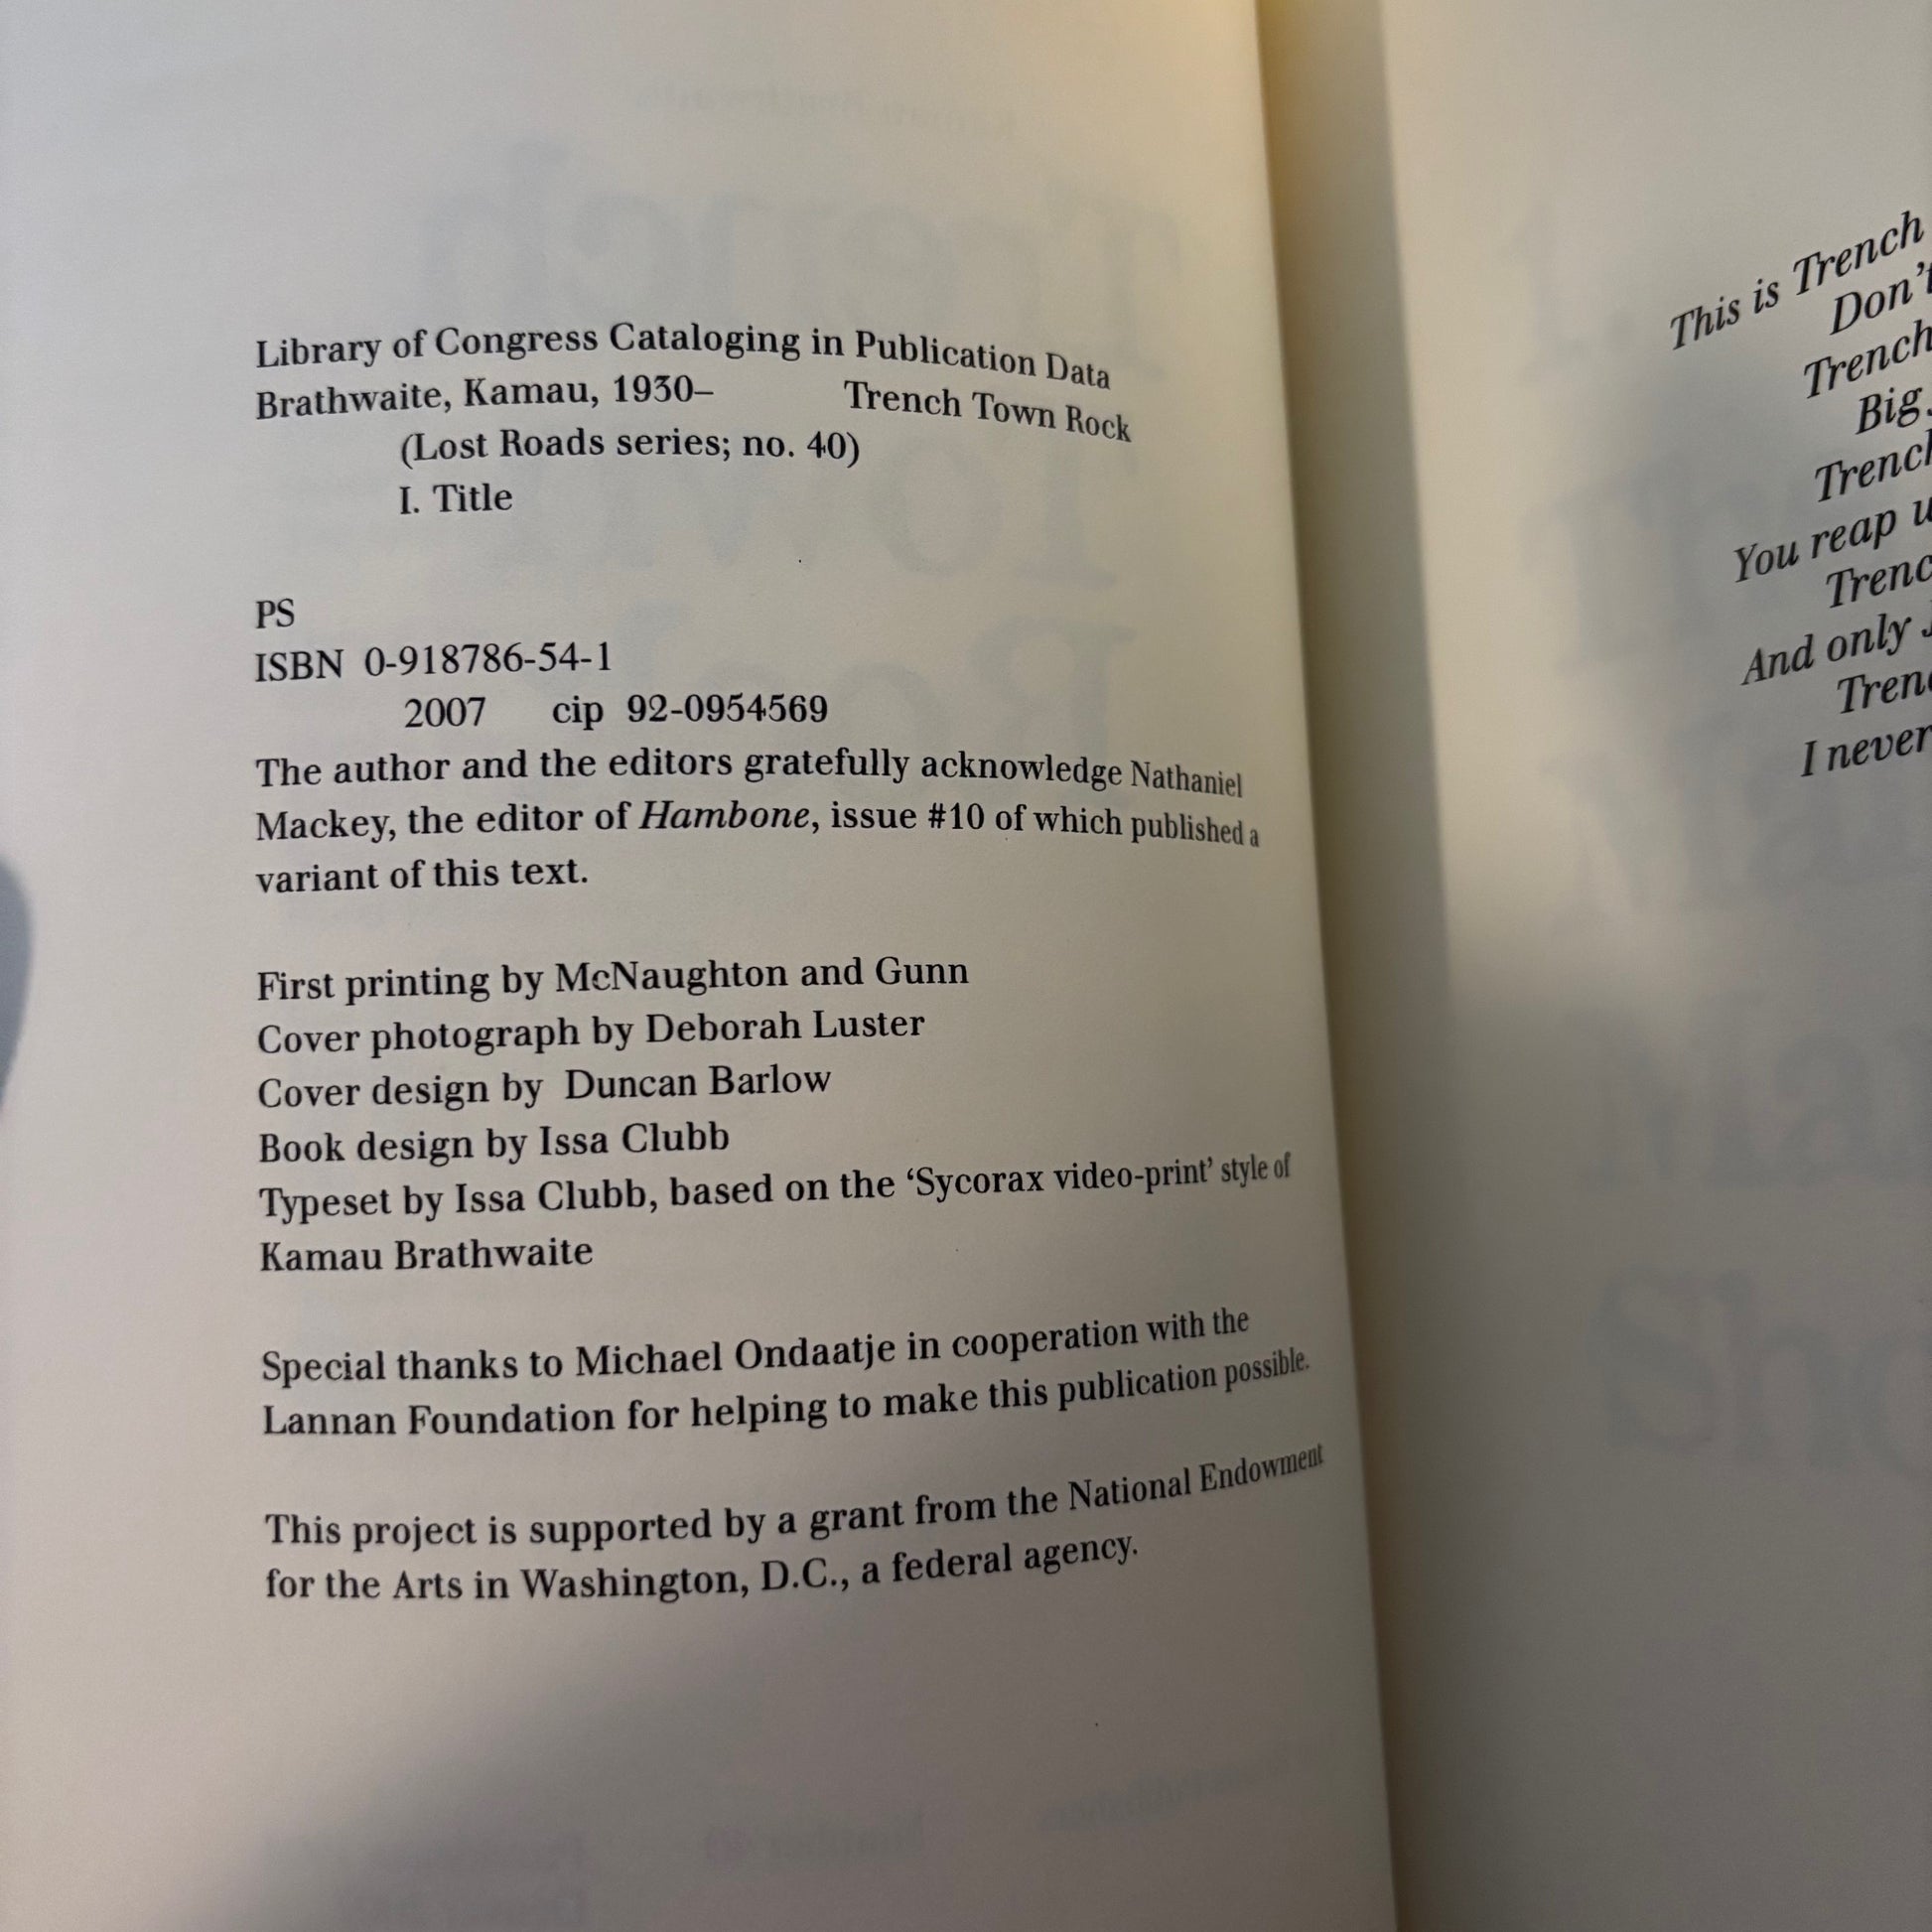 Library of Congress Cataloging in Publication Data
Brathwaite, Kamau, 1930– Trench Town Rock
(Lost Roads series; no. 40)
I. Title
PS
ISBN 0-918786-54-1
2007 cip 92-0954569
The author and the editors gratefully acknowledge Nathaniel
Mackey, the editor of Hambone, issue #10 of which published a
variant of this text.
First printing by McNaughton and Gunn
Cover photograph by Deborah Luster
Cover design by Duncan Barlow
Book design by Issa Clubb
Typeset by Issa Clubb, based on the ‘Sycorax video-print’ style of
Kamau Brathwaite
Special thanks to Michael Ondaatje in cooperation with the
Lannan Foundation for helping to make this publication possible.
This project is supported by a grant from the National Endowment
for the Arts in Washington, D.C., a federal agency.
This is Trench
Don't
Trench
Big
Trench
You reap
Trenc
And only
Trenc
I never